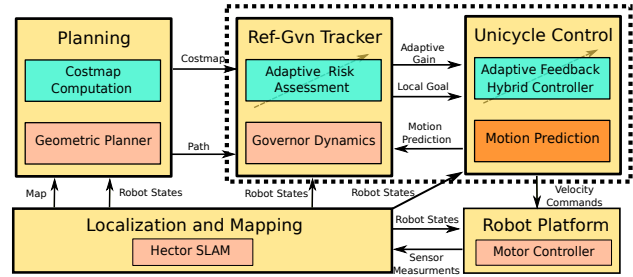 Planning
Costmap
Computation
Geometric Planner
Costmap
Path
Ref-Gvn Tracker
Adaptive Risk
Assessment
Governor Dynamics
Adaptive
Gain
Local Goal
Motion
Prediction
Unicycle Control
Adaptive Feedback
Hybrid Controller
Motion Prediction
Map
Robot States
Robot States
Robot States
Velocity
Commands
Localization and Mapping
Hector SLAM
Robot States
Sensor
Measurments
Robot Platform
Motor Controller